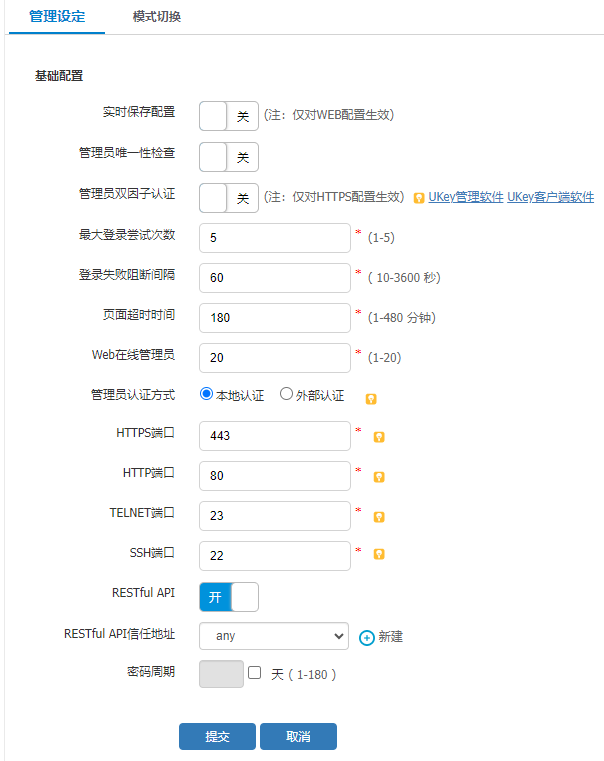 管理设定 模式切换
基础配置
实时保存配置 关 (注：仅对WEB配置生效)
管理员唯一性检查 关
管理员双因子认证 关 (注：仅对HTTPS配置生效) UKey管理软件 UKey客户端软件
最大登录尝试次数 5 * (1-5)
登录失败阻断间隔 60 * ( 10-3600 秒)
页面超时时间 180 * (1-480 分钟)
Web在线管理员 20 * (1-20)
管理员认证方式 本地认证 外部认证
HTTPS端口 443 *
HTTP端口 80 *
TELNET端口 23 *
SSH端口 22 *
RESTful API 开
RESTful API信任地址 any 新建
密码周期 天 ( 1-180 )
提交 取消